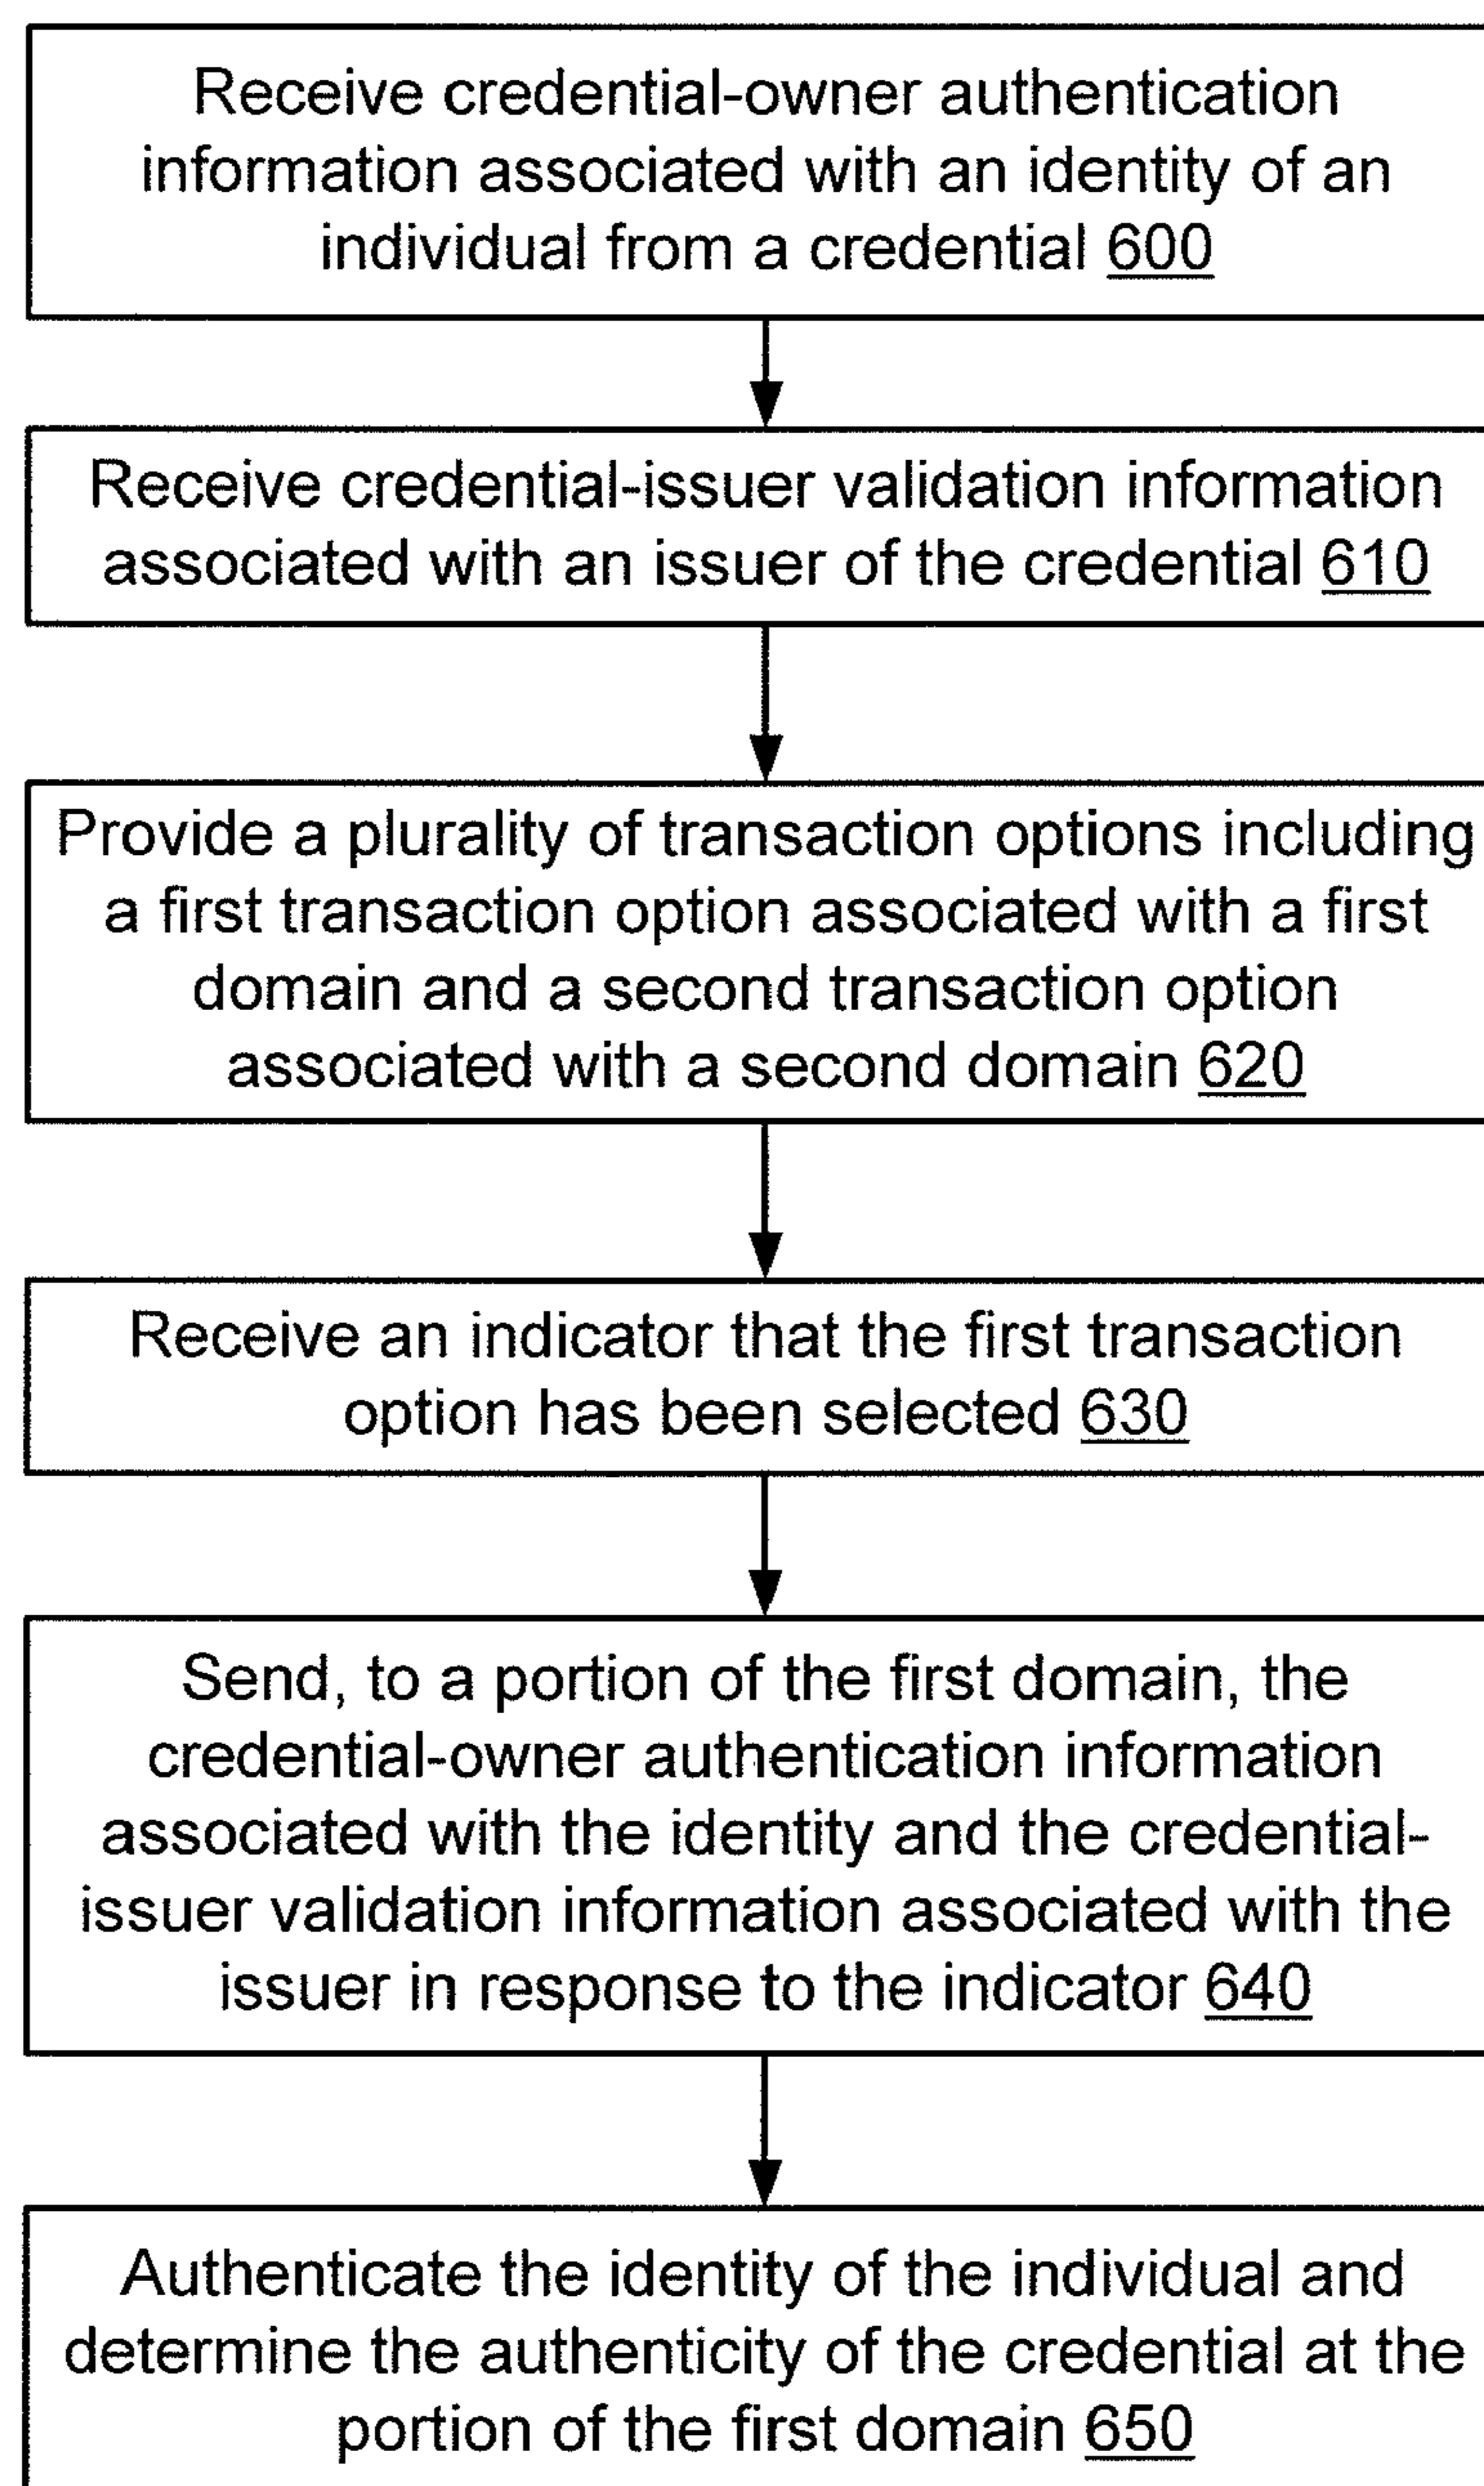 Receive credential-owner authentication
information associated with an identity of an
individual from a credential 600
Receive credential-issuer validation information
associated with an issuer of the credential 610
Provide a plurality of transaction options including
a first transaction option associated with a first
domain and a second transaction option
associated with a second domain 620
Receive an indicator that the first transaction
option has been selected 630
Send, to a portion of the first domain, the
credential-owner authentication information
associated with the identity and the credential-
issuer validation information associated with the
issuer in response to the indicator 640
Authenticate the identity of the individual and
determine the authenticity of the credential at the
portion of the first domain 650